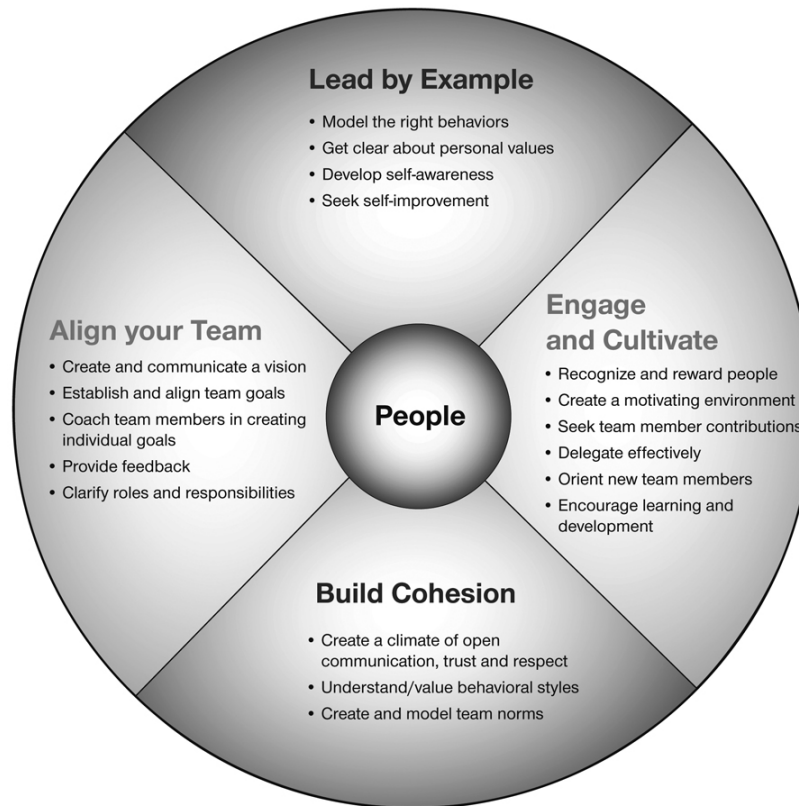 Lead by Example
• Model the right behaviors
• Get clear about personal values
• Develop self-awareness
• Seek self-improvement
Align your Team
• Create and communicate a vision
• Establish and align team goals
• Coach team members in creating
individual goals
• Provide feedback
• Clarify roles and responsibilities
People
Engage
and Cultivate
• Recognize and reward people
• Create a motivating environment
• Seek team member contributions
• Delegate effectively
• Orient new team members
• Encourage learning and
development
Build Cohesion
• Create a climate of open
communication, trust and respect
• Understand/value behavioral styles
• Create and model team norms